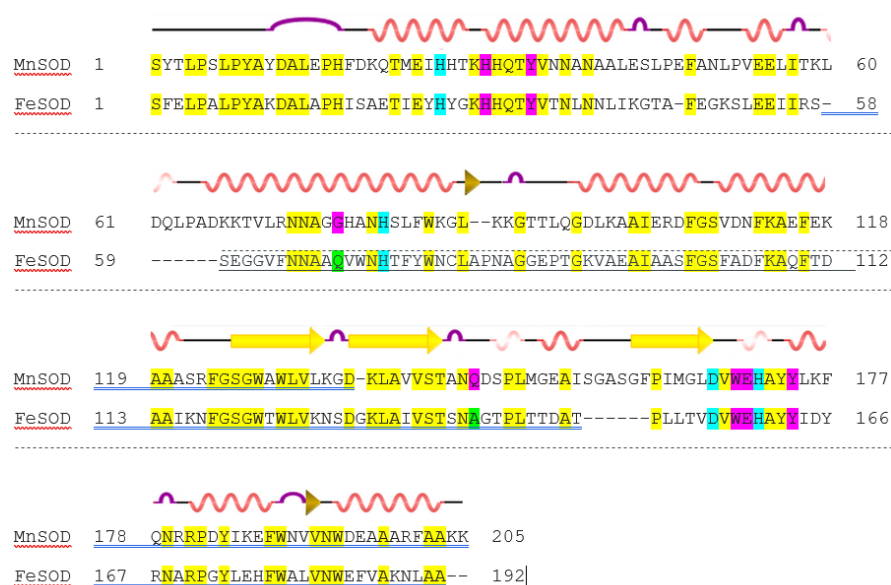 MnSOD 1 SYTLPSLPYAYDALEPHFDKQTMEIHHTKHHQTYVNNANAALESLPEFANLPVEELITKL 60
FeSOD 1 SFELPALPYAKDALAPHISAETIEYHYGKHHQTYVTNLNNLIKGTA-FEGKSLEEIIRS- 58
MnSOD 61 DQLPADKKTVLRNNAGGHANHSLFWKGL--KKGTTLQGDLKAAIERDFGSVDNFKAEFEK 118
FeSOD 59 ------SEGGVFNNAAQVWNHTFYWNCLAPNAGGEPTGKVAEAIAASFGSFADFKAQFTD 112
MnSOD 119 AAASRFGSGWAWLVLKGD-KLAVVSTANQDSPLMGEAISGASGFPIMGLDVWEHAYYLKF 177
FeSOD 113 AAIKNFGSGWTWLVKNSDGKLAIVSTSNAGTPLTTDAT------PLLTVDVWEHAYYIDY 166
MnSOD 178 QNRRPDYIKEFWNVVNWDEAAARFAAKK 205
FeSOD 167 RNARPGYLEHFWALVNWEFVAKNLAA-- 192